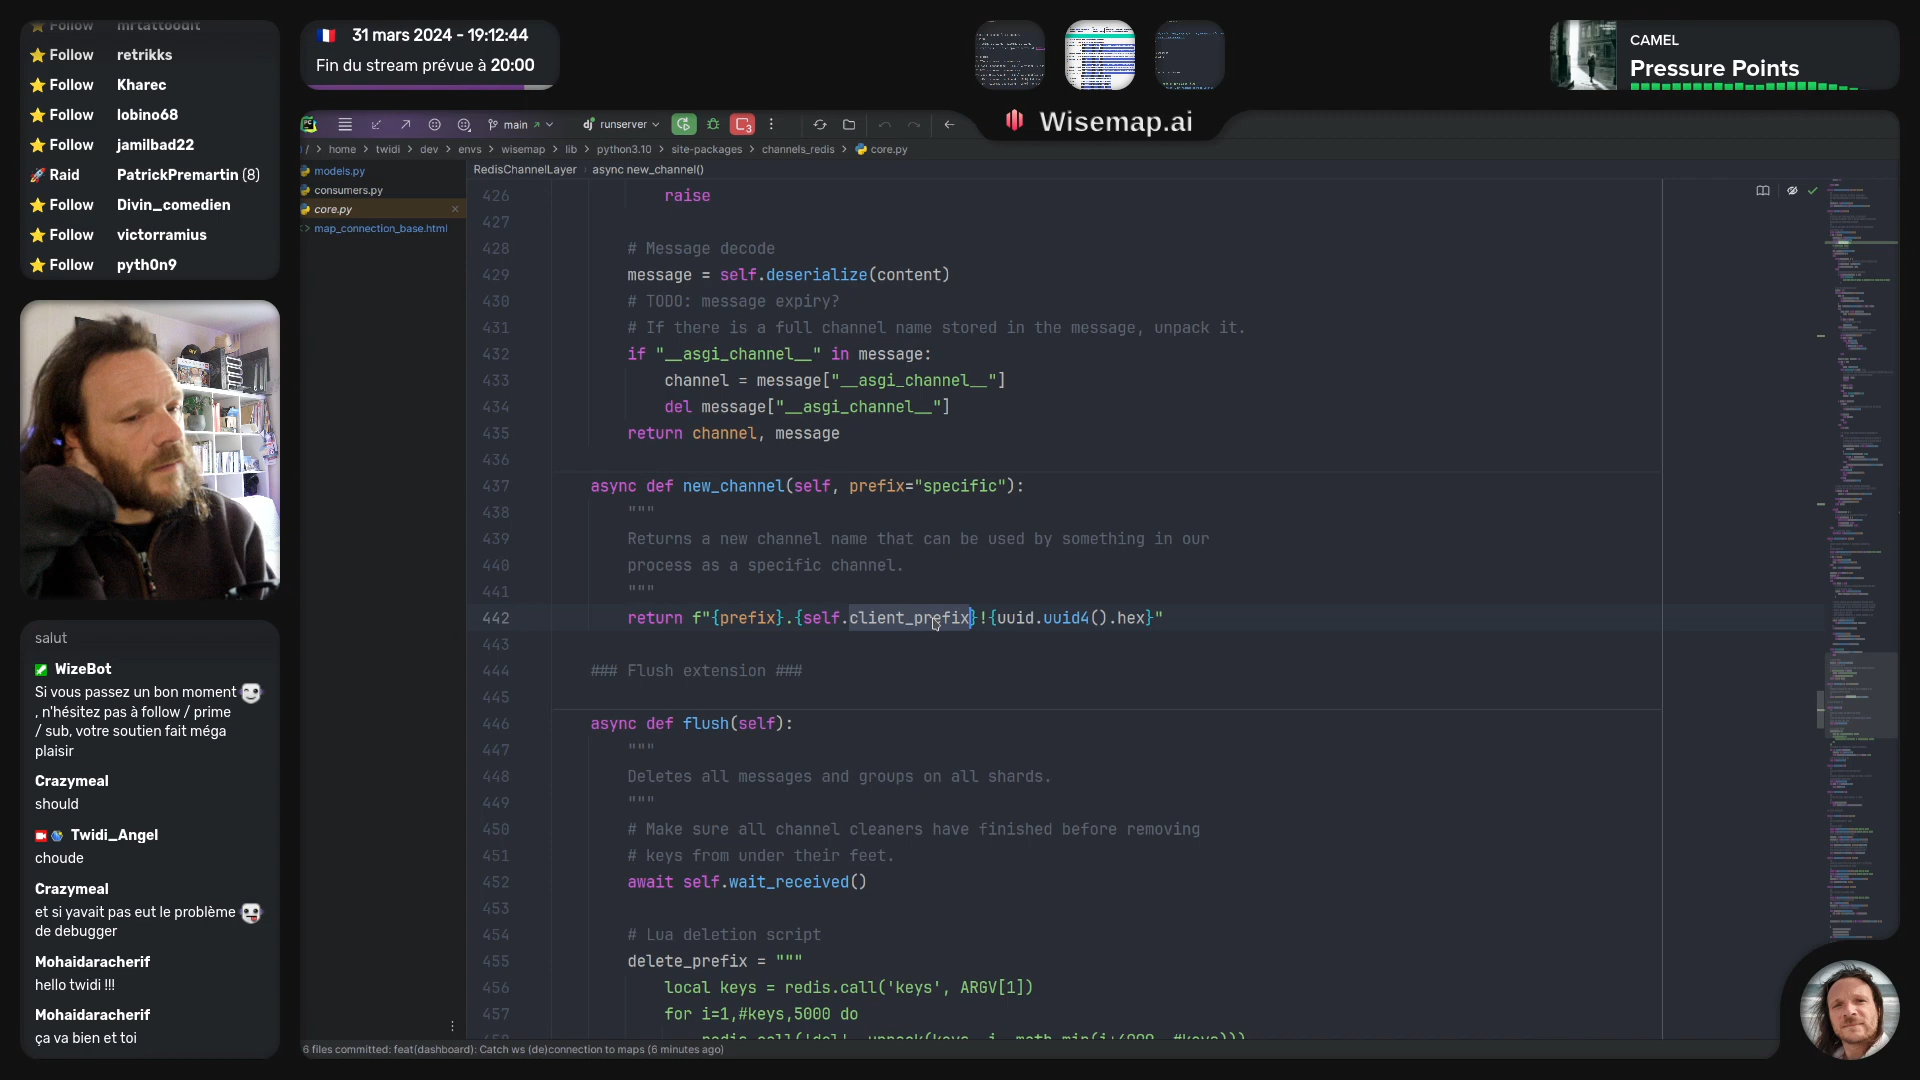 Follow mrtattoodit
Follow retrikks
Follow Kharec
Follow lobino68
Follow jamilbad22
Raid PatrickPremartin (8)
Follow Divin_comedien
Follow victorramius
Follow pyth0n9
31 mars 2024 - 19:12:44
Fin du stream prévue à 20:00
CAMEL
Pressure Points
Wisemap.ai
PC
main
dj runserver
3
/ > home > twidi > dev > envs > wisemap > lib > python3.10 > site-packages > channels_redis > core.py
models.py
consumers.py
core.py
map_connection_base.html
RedisChannelLayer > async new_channel()
426 raise
427
428 # Message decode
429 message = self.deserialize(content)
430 # TODO: message expiry?
431 # If there is a full channel name stored in the message, unpack it.
432 if "__asgi_channel__" in message:
433 channel = message["__asgi_channel__"]
434 del message["__asgi_channel__"]
435 return channel, message
436
437 async def new_channel(self, prefix="specific"):
438 """
439 Returns a new channel name that can be used by something in our
440 process as a specific channel.
441 """
442 return f"{prefix}.{self.client_prefix}!{uuid.uuid4().hex}"
443
444 ### Flush extension ###
445
446 async def flush(self):
447 """
448 Deletes all messages and groups on all shards.
449 """
450 # Make sure all channel cleaners have finished before removing
451 # keys from under their feet.
452 await self.wait_received()
453
454 # Lua deletion script
455 delete_prefix = """
456 local keys = redis.call('keys', ARGV[1])
457 for i=1,#keys,5000 do
6 files committed: feat(dashboard): Catch ws (de)connection to maps (6 minutes ago)
salut
WizeBot
Si vous passez un bon moment
, n'hésitez pas à follow / prime
/ sub, votre soutien fait méga
plaisir
Crazymeal
should
Twidi_Angel
choude
Crazymeal
et si yavait pas eut le problème
de debugger
Mohaidaracherif
hello twidi !!!
Mohaidaracherif
ça va bien et toi